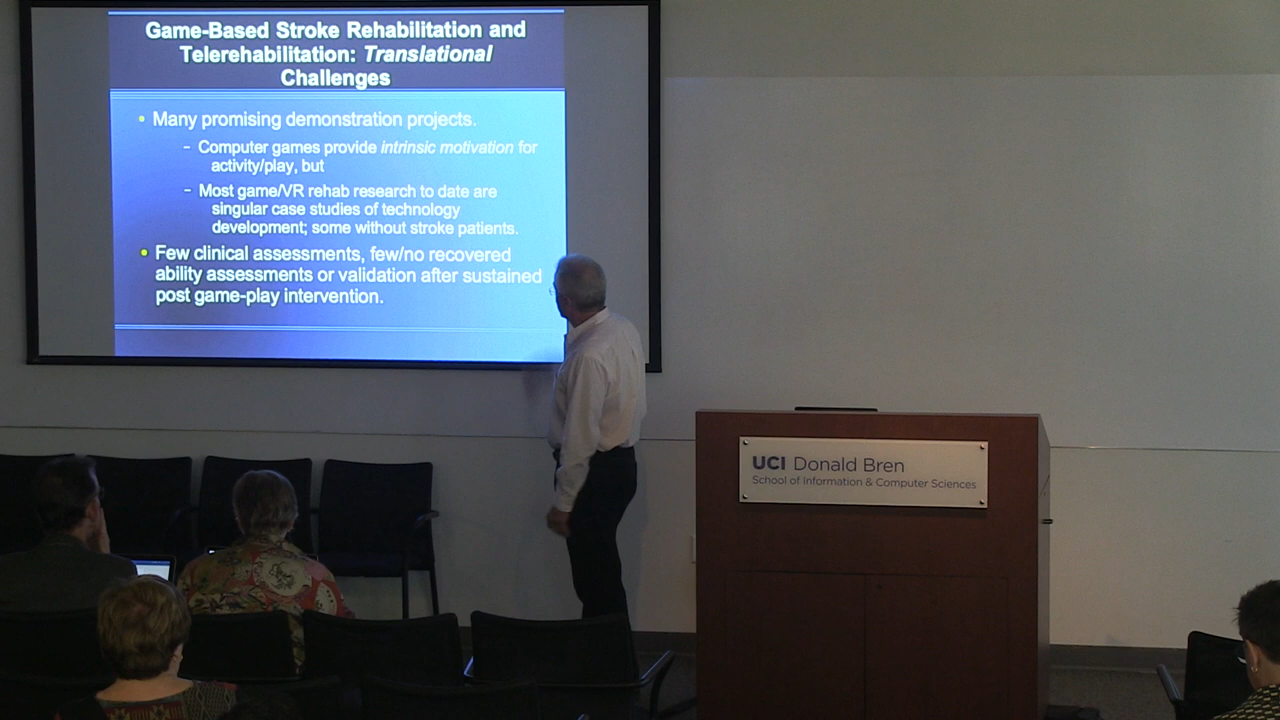 Game-Based Stroke Rehabilitation and
Telerehabilitation: Translational
Challenges
• Many promising demonstration projects.
– Computer games provide intrinsic motivation for
activity/play, but
– Most game/VR rehab research to date are
singular case studies of technology
development; some without stroke patients.
• Few clinical assessments, few/no recovered
ability assessments or validation after sustained
post game-play intervention.
UCI Donald Bren
School of Information & Computer Sciences